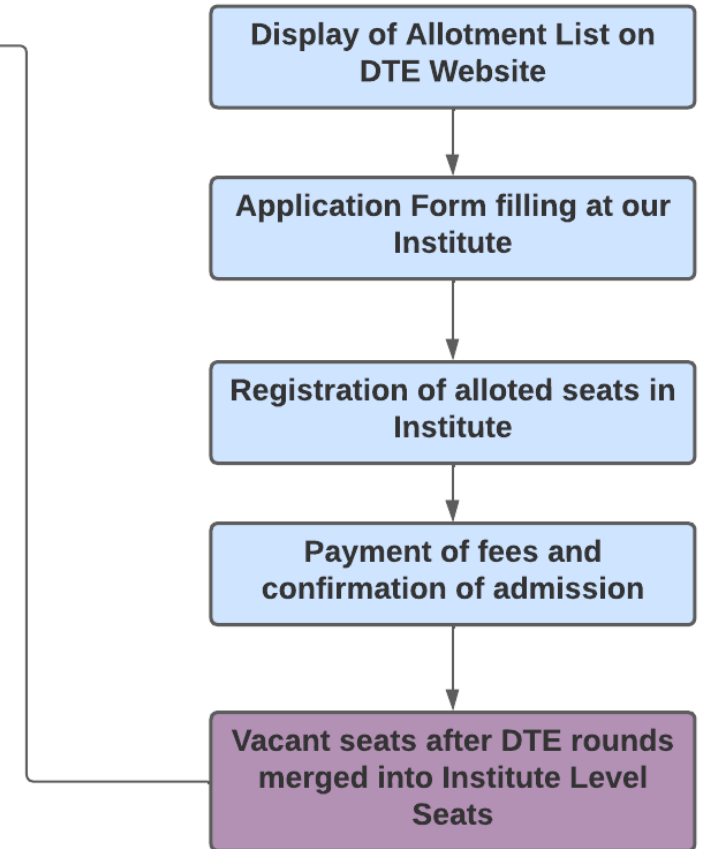 Display of Allotment List on
DTE Website
Application Form filling at our
Institute
Registration of alloted seats in
Institute
Payment of fees and
confirmation of admission
Vacant seats after DTE rounds
merged into Institute Level
Seats